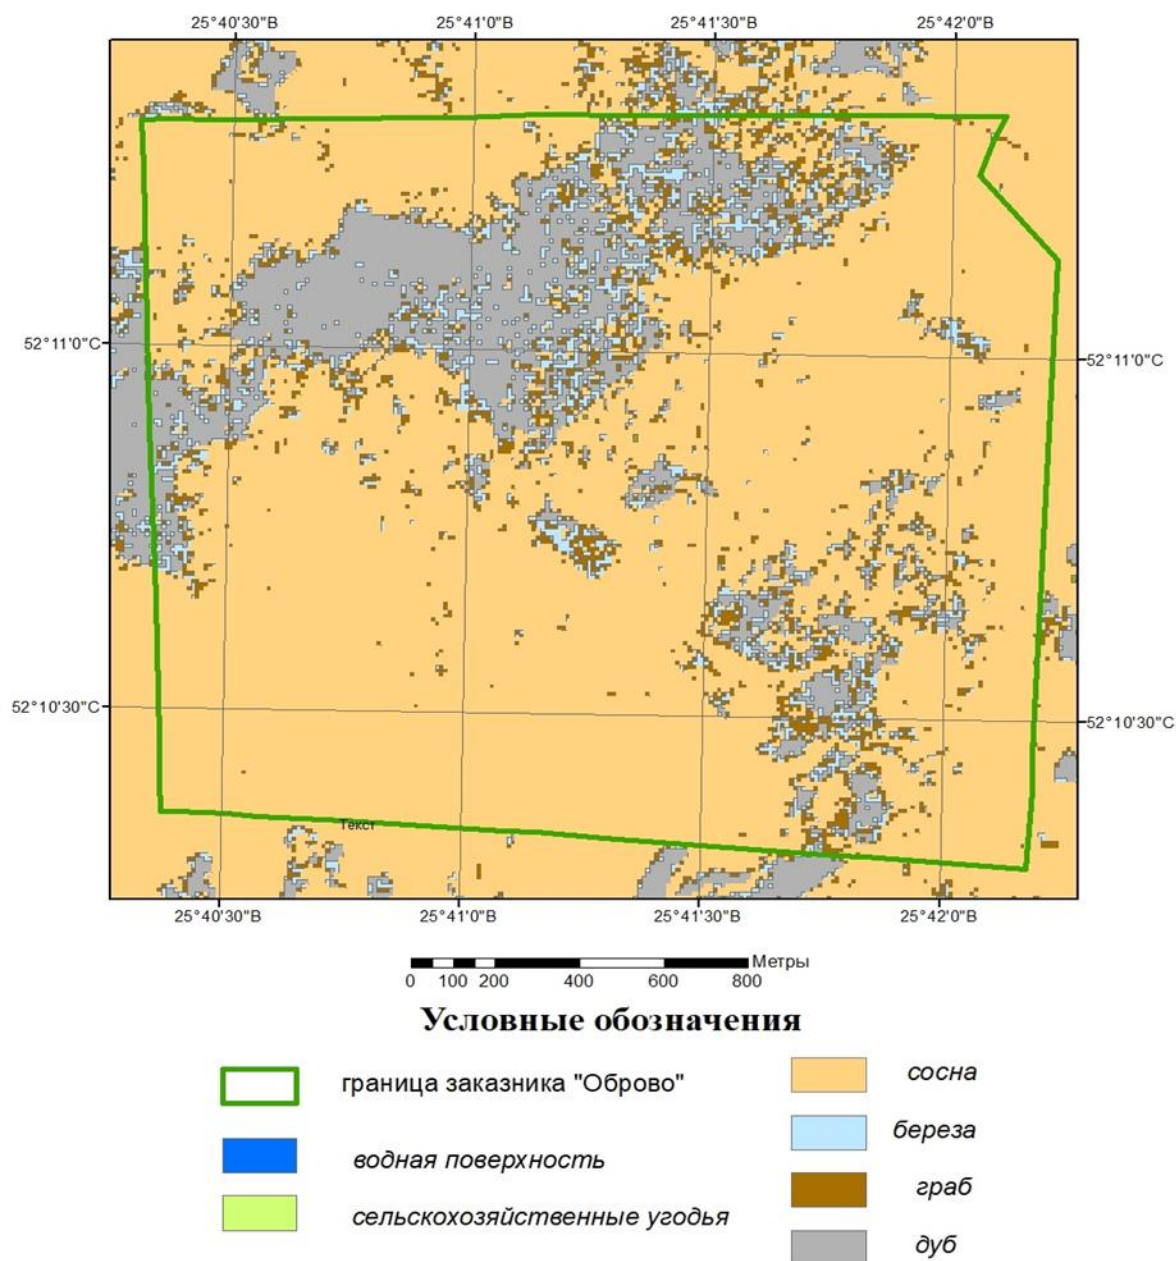 25°40'30"В 25°41'0"В 25°41'30"В 25°42'0"В
52°11'0"С 52°11'0"С
52°10'30"С 52°10'30"С
Текст
25°40'30"В 25°41'0"В 25°41'30"В 25°42'0"В
Метры
0 100 200 400 600 800
Условные обозначения
граница заказника "Оброво"
водная поверхность
сельскохозяйственные угодья
сосна
береза
граб
дуб